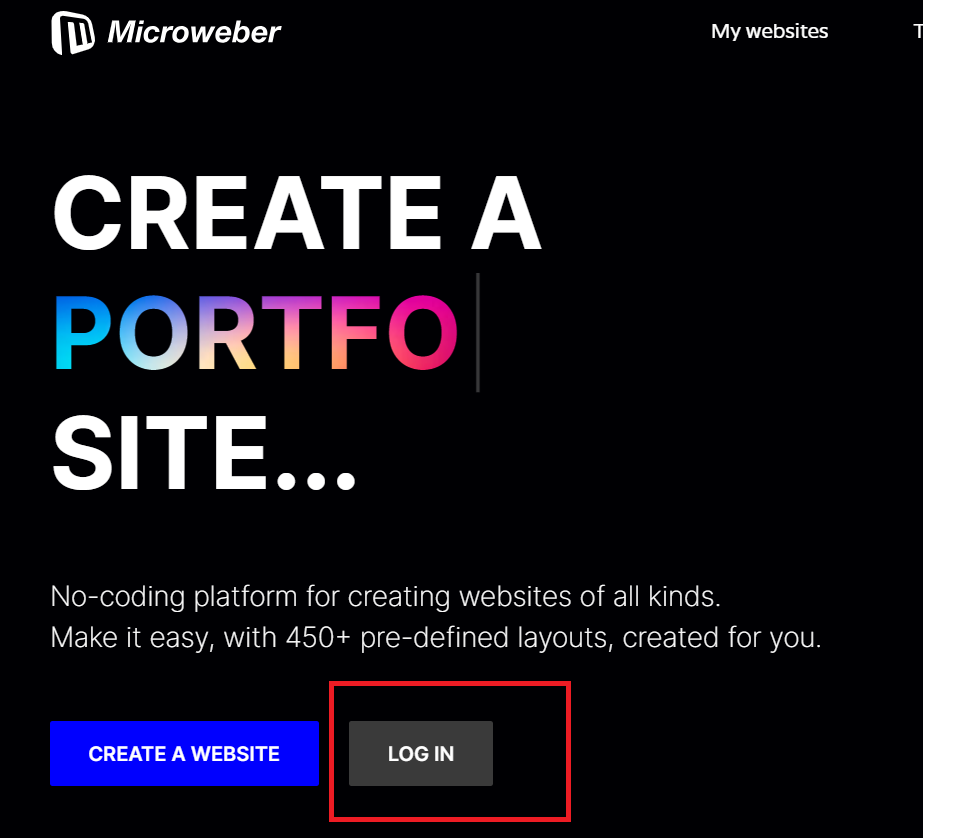 Microweber
My websites
T
CREATE A
PORTFO
SITE...
No-coding platform for creating websites of all kinds.
Make it easy, with 450+ pre-defined layouts, created for you.
CREATE A WEBSITE
LOG IN